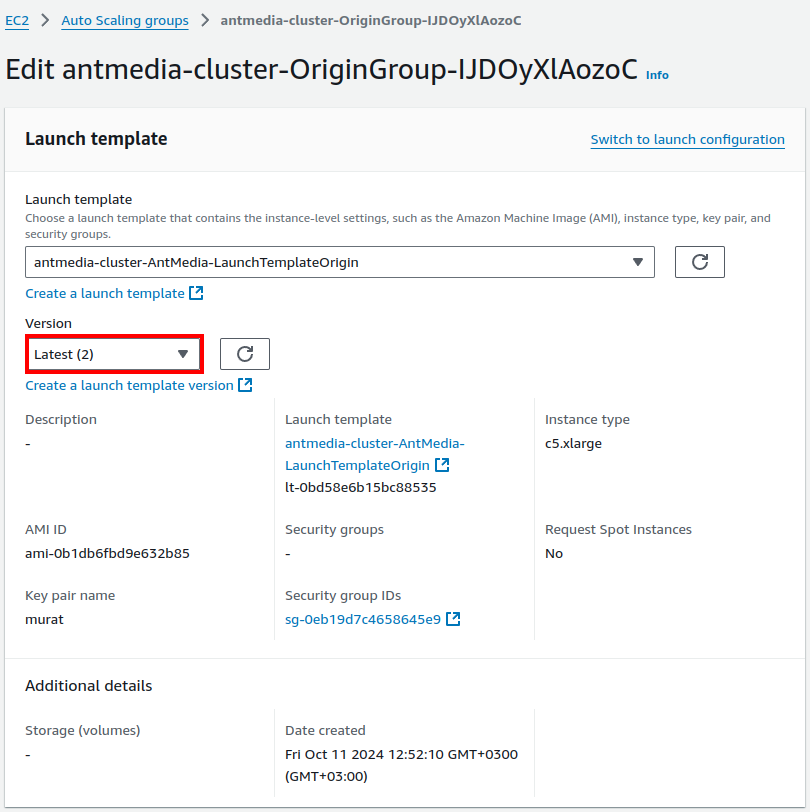 EC2 > Auto Scaling groups > antmedia-cluster-OriginGroup-IJDOyXlAozoC
Edit antmedia-cluster-OriginGroup-IJDOyXlAozoC Info
Launch template
Switch to launch configuration
Launch template
Choose a launch template that contains the instance-level settings, such as the Amazon Machine Image (AMI), instance type, key pair, and
security groups.
antmedia-cluster-AntMedia-LaunchTemplateOrigin
Create a launch template
Version
Latest (2)
Create a launch template version
Description
-
Launch template
antmedia-cluster-AntMedia-
LaunchTemplateOrigin
lt-0bd58e6b15bc88535
Instance type
c5.xlarge
AMI ID
ami-0b1db6fbd9e632b85
Security groups
-
Request Spot Instances
No
Key pair name
murat
Security group IDs
sg-0eb19d7c4658645e9
Additional details
Storage (volumes)
-
Date created
Fri Oct 11 2024 12:52:10 GMT+0300
(GMT+03:00)